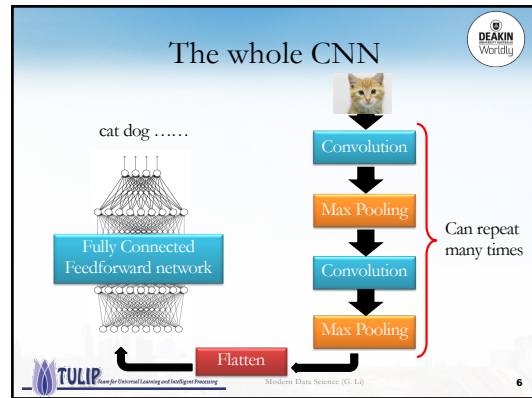 The whole CNN
DEAKIN
UNIVERSITY AUSTRALIA
Worldly
cat dog ……
Convolution
Max Pooling
Convolution
Max Pooling
Can repeat
many times
Fully Connected
Feedforward network
Flatten
TULIP Team for Universal Learning and Intelligent Processing
Modern Data Science (G. Li)
6